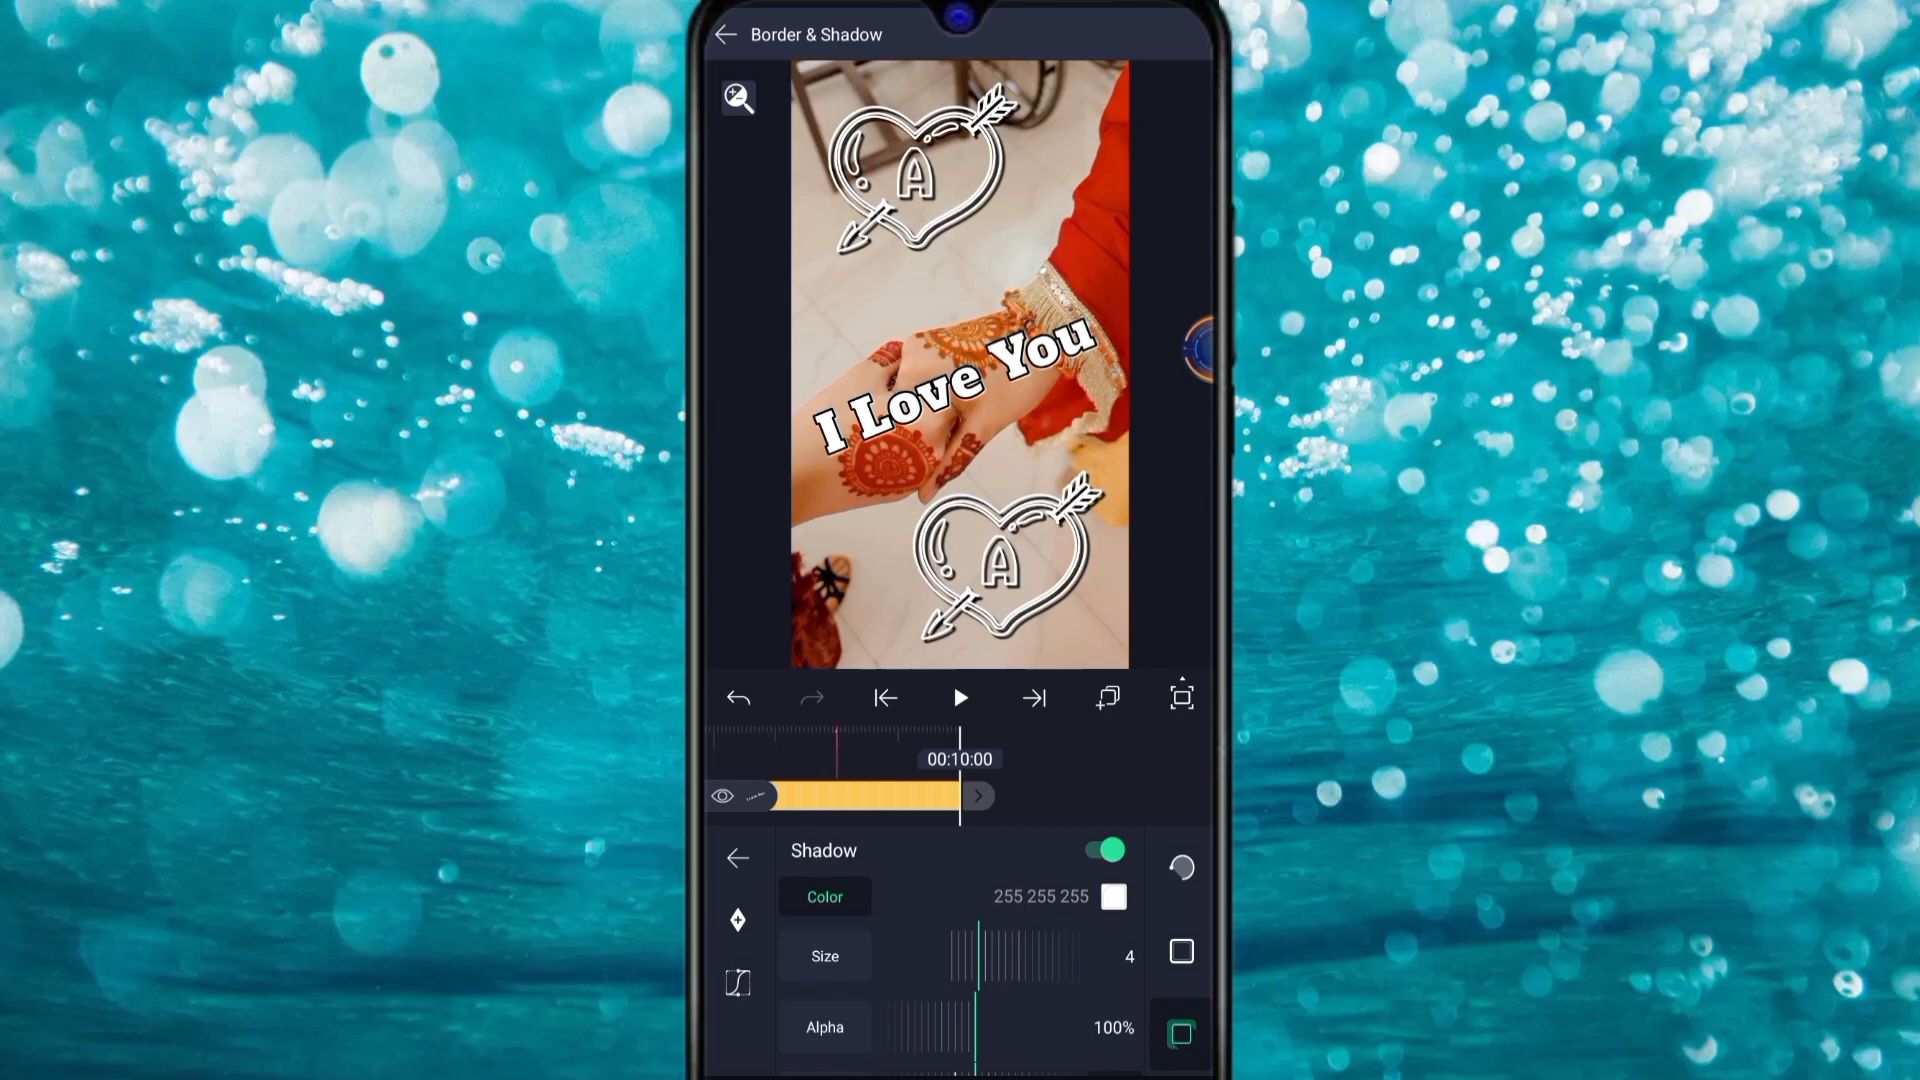 Border & Shadow
A
I Love You
A
00:10:00
Shadow
Color
255 255 255
Size
4
Alpha
100%